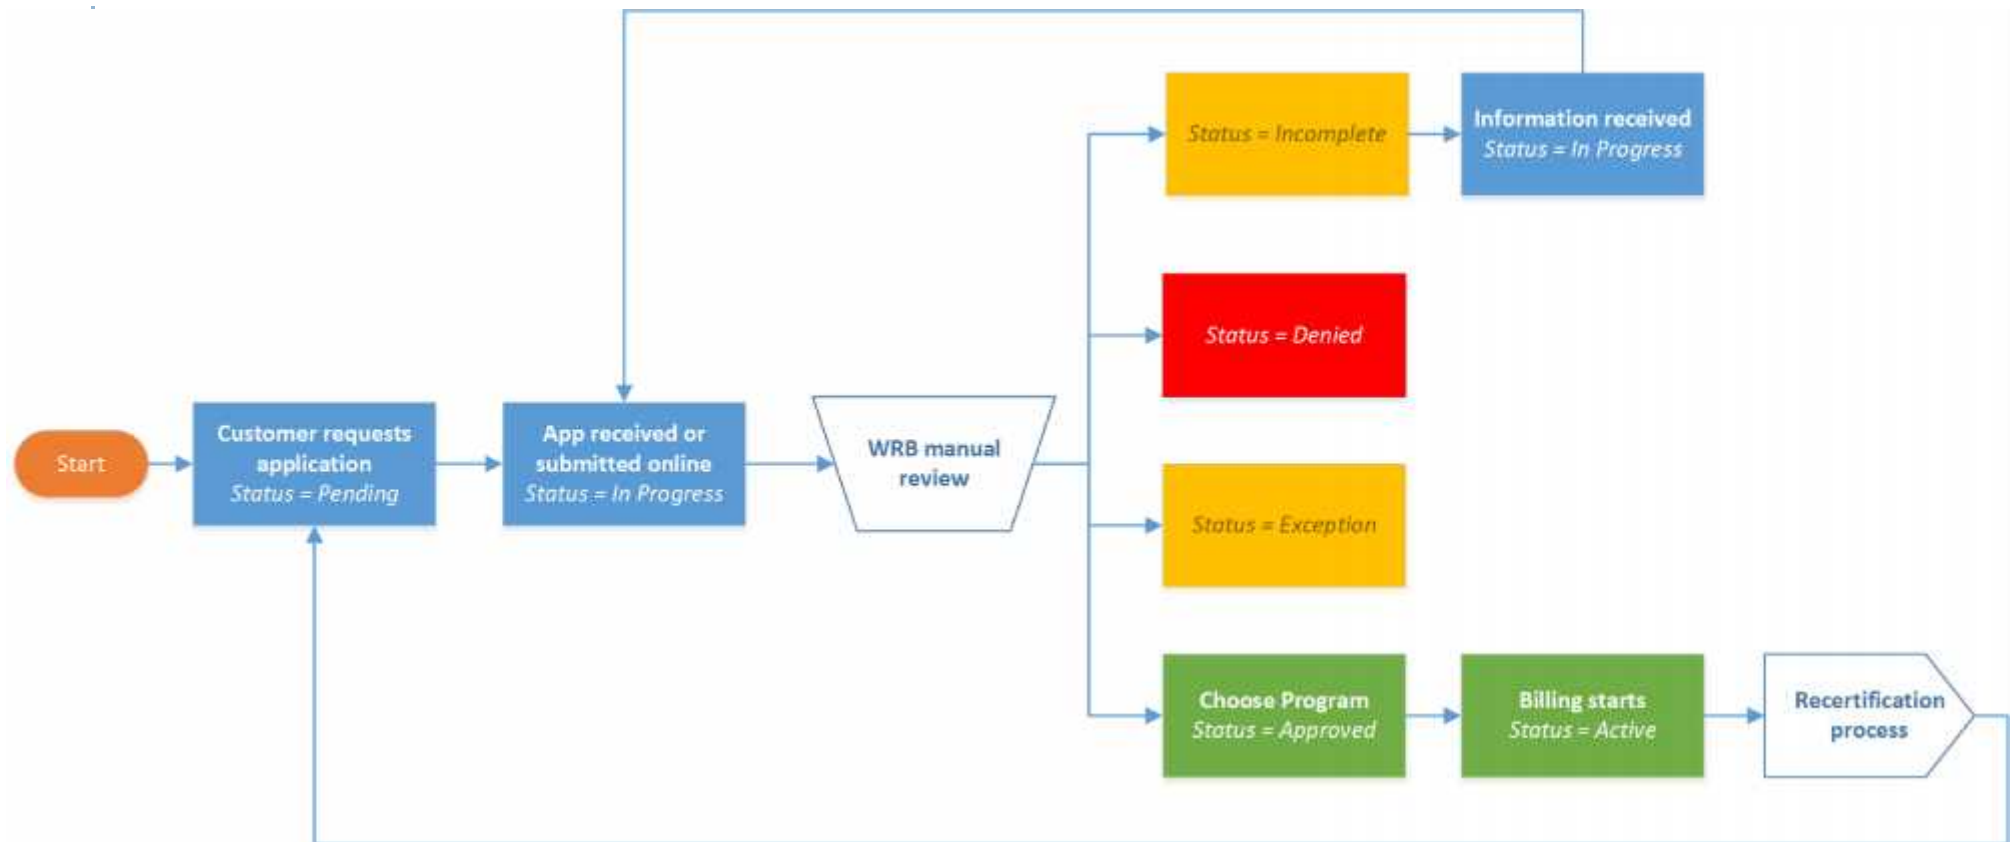 Start
Customer requests
application
Status = Pending
App received or
submitted online
Status = In Progress
WRB manual
review
Status = Incomplete
Information received
Status = In Progress
Status = Denied
Status = Exception
Choose Program
Status = Approved
Billing starts
Status = Active
Recertification
process